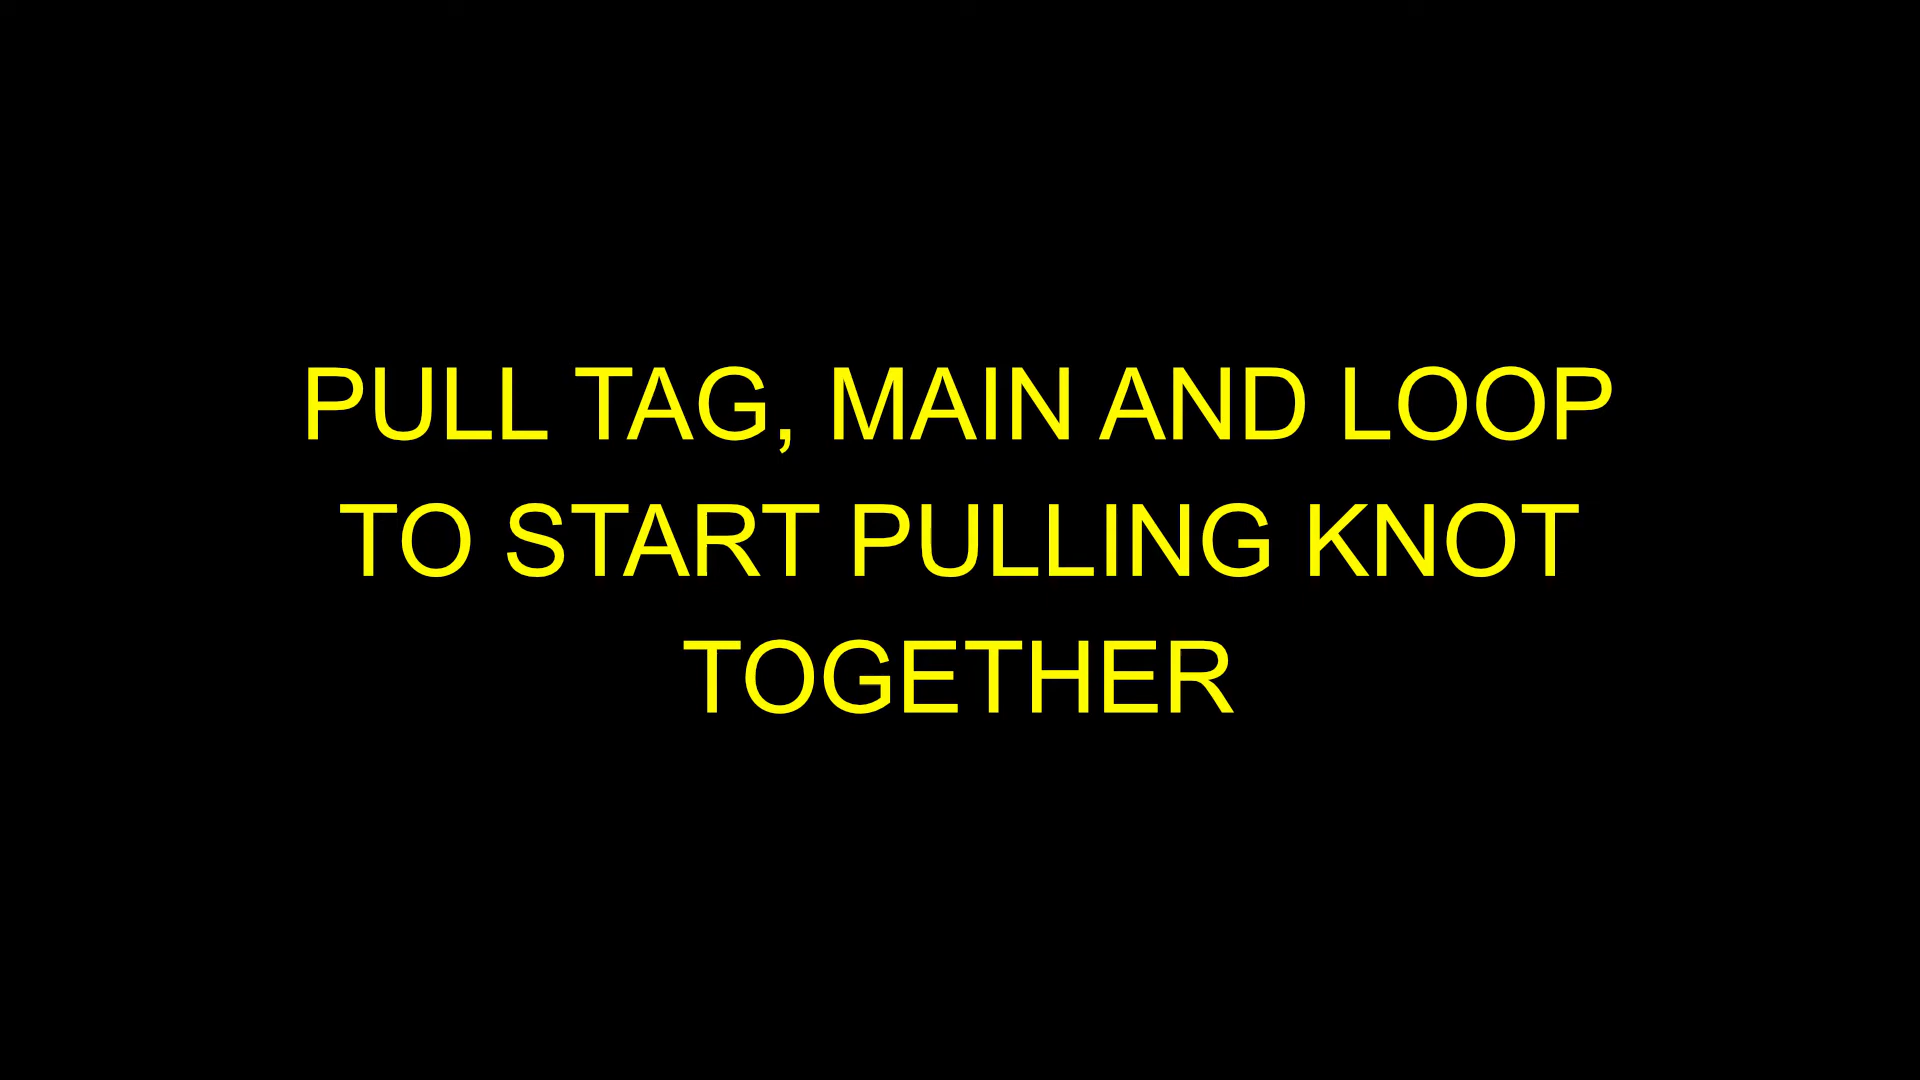 PULL TAG, MAIN AND LOOP
TO START PULLING KNOT
TOGETHER